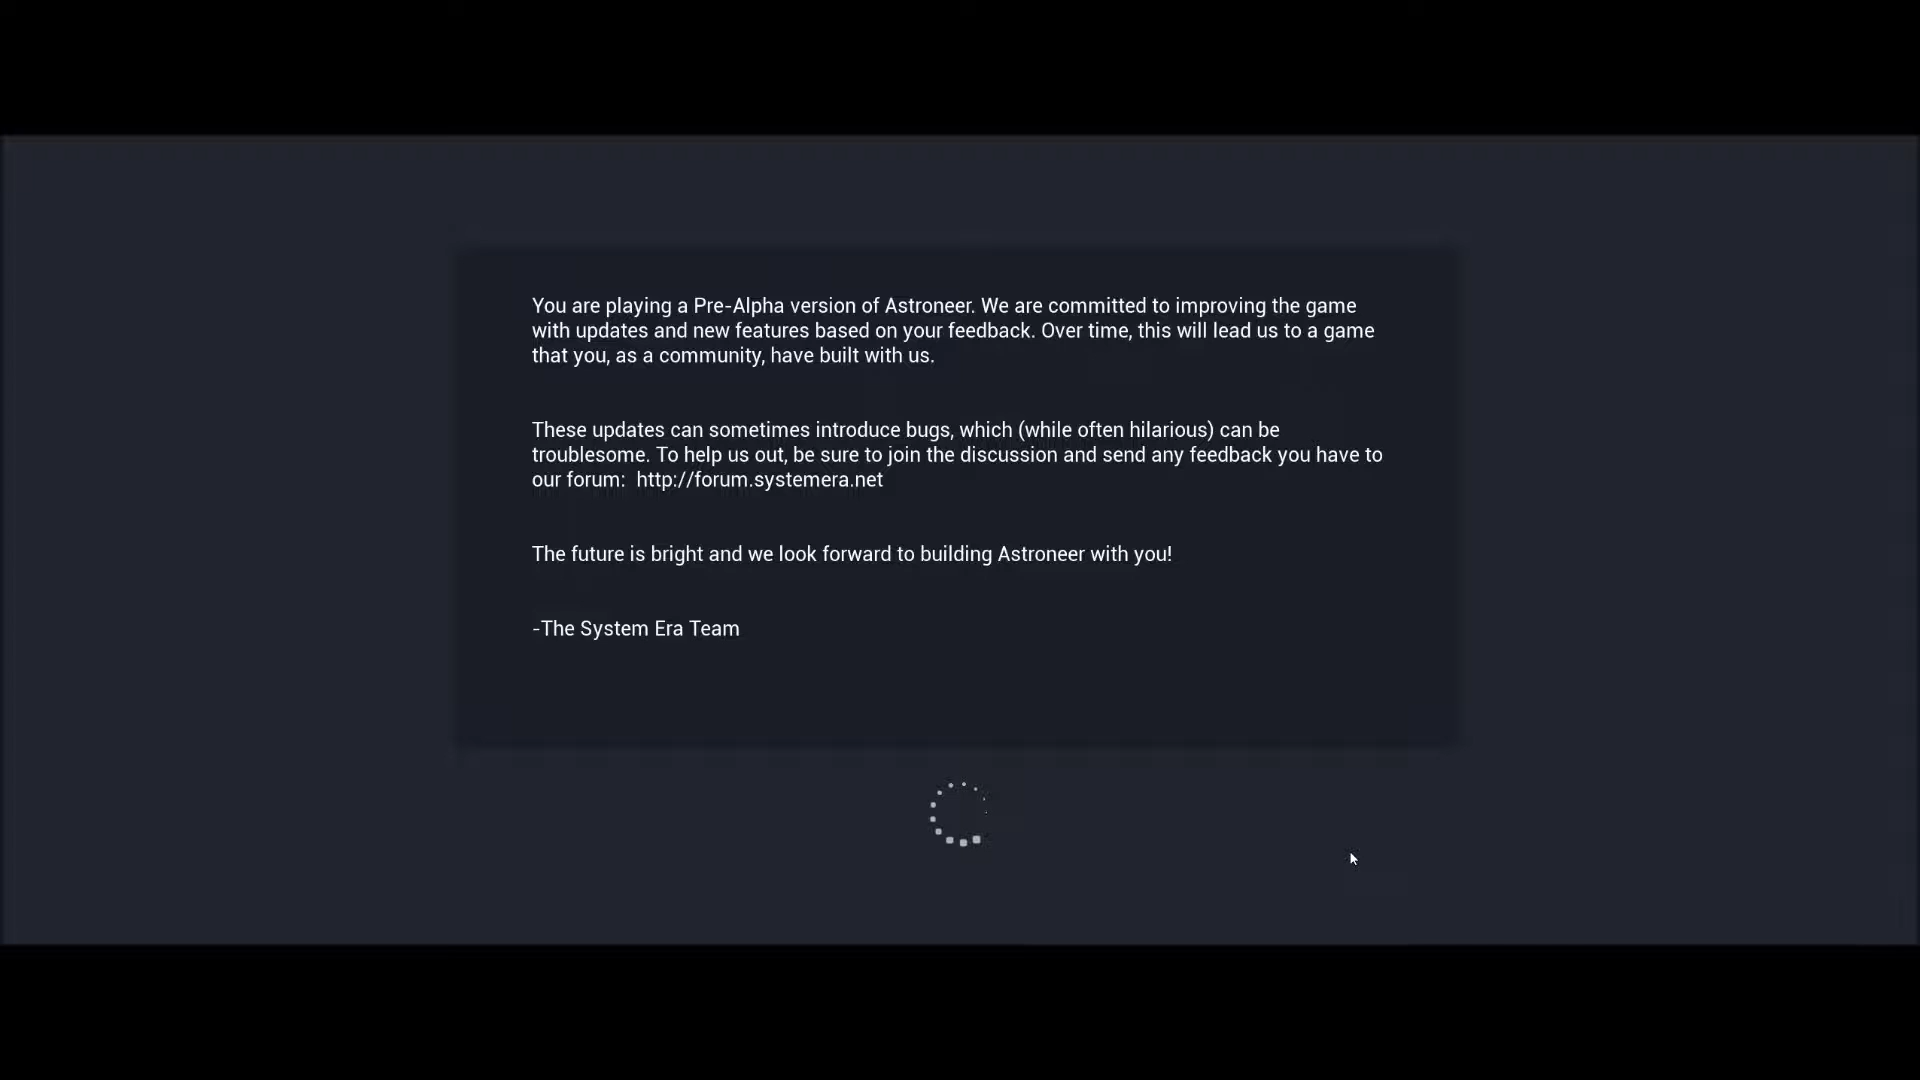 You are playing a Pre-Alpha version of Astroneer. We are committed to improving the game
with updates and new features based on your feedback. Over time, this will lead us to a game
that you, as a community, have built with us.
These updates can sometimes introduce bugs, which (while often hilarious) can be
troublesome. To help us out, be sure to join the discussion and send any feedback you have to
our forum:  http://forum.systemera.net
The future is bright and we look forward to building Astroneer with you!
-The System Era Team